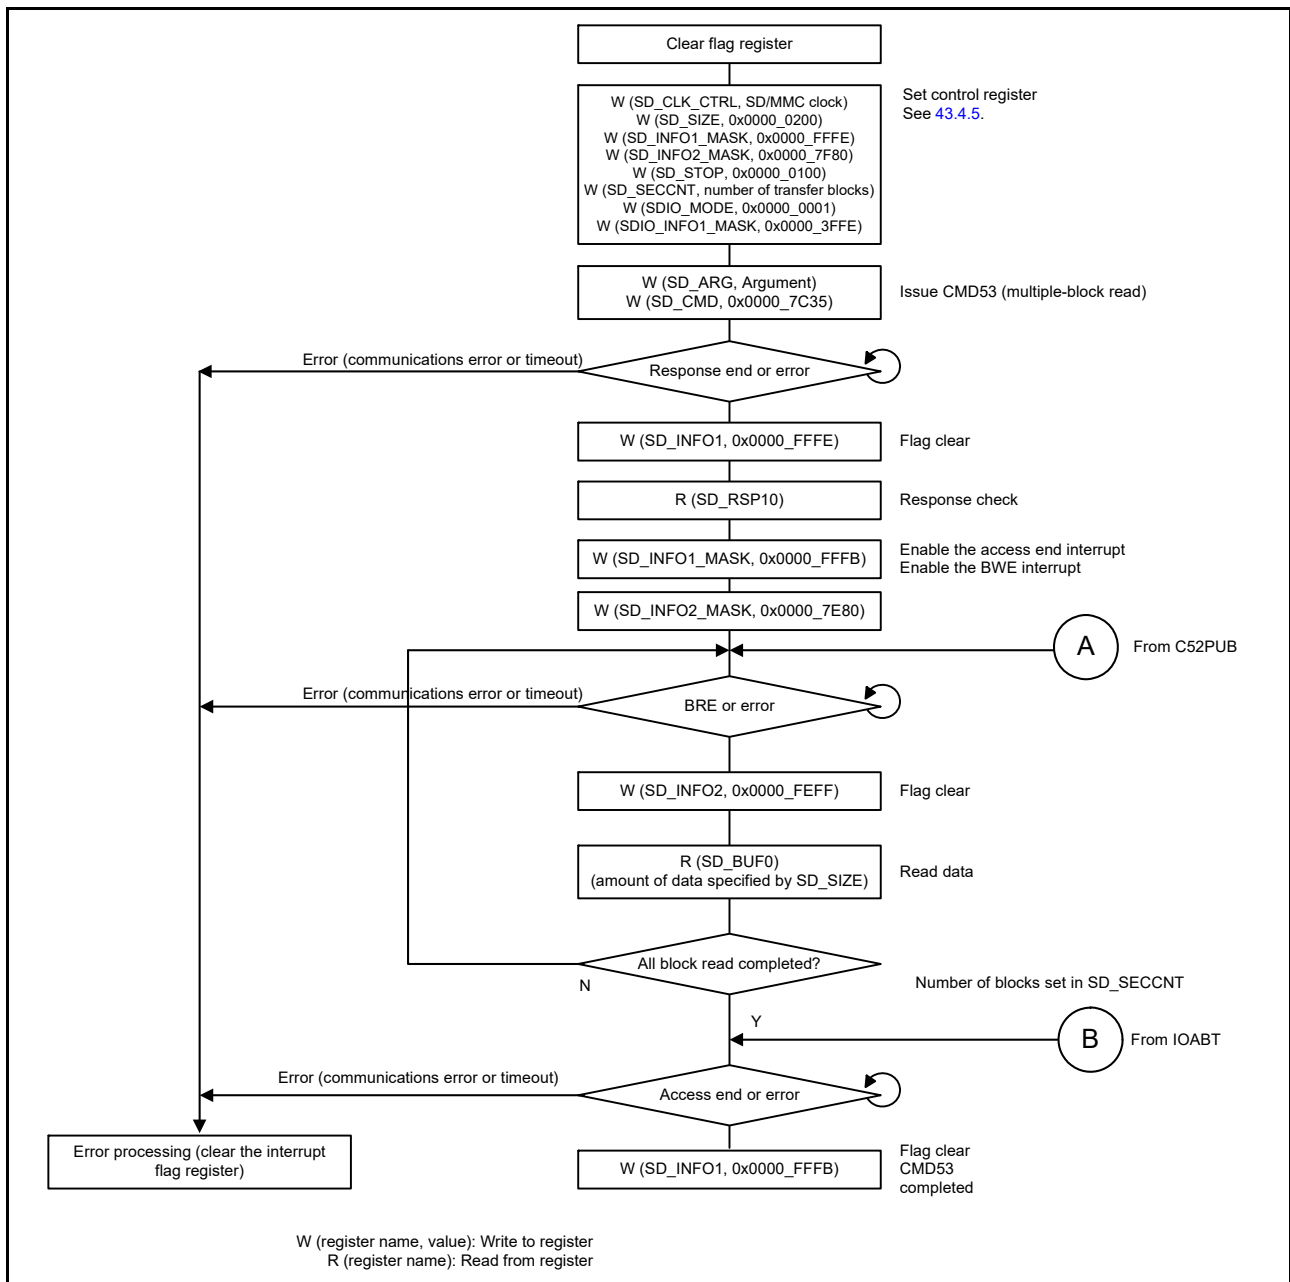 Clear flag register
W (SD_CLK_CTRL, SD/MMC clock)
W (SD_SIZE, 0x0000_0200)
W (SD_INFO1_MASK, 0x0000_FFFE)
W (SD_INFO2_MASK, 0x0000_7F80)
W (SD_STOP, 0x0000_0100)
W (SD_SECCNT, number of transfer blocks)
W (SDIO_MODE, 0x0000_0001)
W (SDIO_INFO1_MASK, 0x0000_3FFE)
Set control register
See 43.4.5.
W (SD_ARG, Argument)
W (SD_CMD, 0x0000_7C35)
Issue CMD53 (multiple-block read)
Error (communications error or timeout)
Response end or error
W (SD_INFO1, 0x0000_FFFE)
Flag clear
R (SD_RSP10)
Response check
W (SD_INFO1_MASK, 0x0000_FFFB)
Enable the access end interrupt
Enable the BWE interrupt
W (SD_INFO2_MASK, 0x0000_7E80)
A
From C52PUB
Error (communications error or timeout)
BRE or error
W (SD_INFO2, 0x0000_FEFF)
Flag clear
R (SD_BUF0)
(amount of data specified by SD_SIZE)
Read data
All block read completed?
N
Number of blocks set in SD_SECCNT
Y
B
From IOABT
Error (communications error or timeout)
Access end or error
Error processing (clear the interrupt
flag register)
W (SD_INFO1, 0x0000_FFFB)
Flag clear
CMD53
completed
W (register name, value): Write to register
R (register name): Read from register